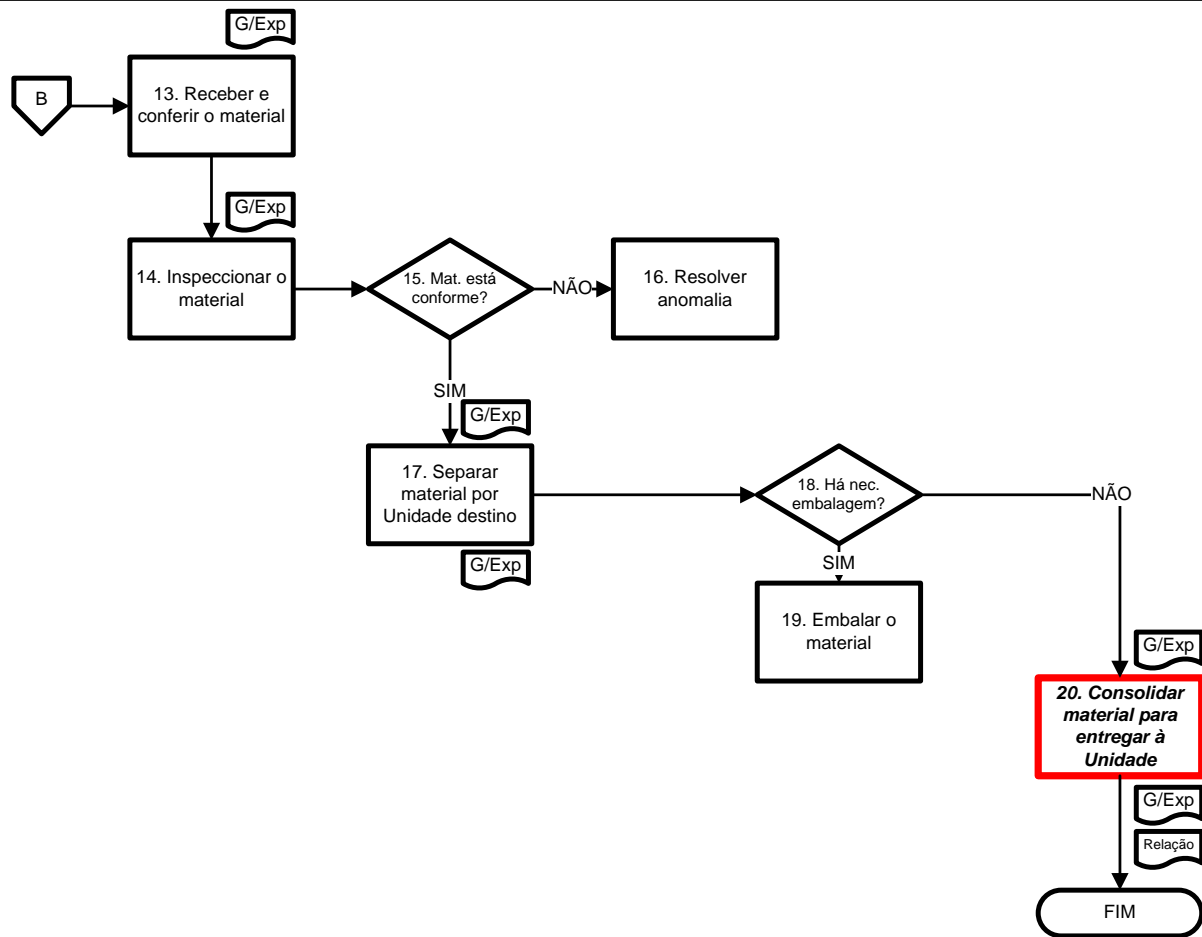 G/Exp
B
13. Receber e
conferir o material
G/Exp
14. Inspeccionar o
material
15. Mat. está
conforme?
NÃO
16. Resolver
anomalia
SIM
G/Exp
17. Separar
material por
Unidade destino
G/Exp
18. Há nec.
embalagem?
NÃO
SIM
19. Embalar o
material
G/Exp
20. Consolidar
material para
entregar à
Unidade
G/Exp
Relação
FIM